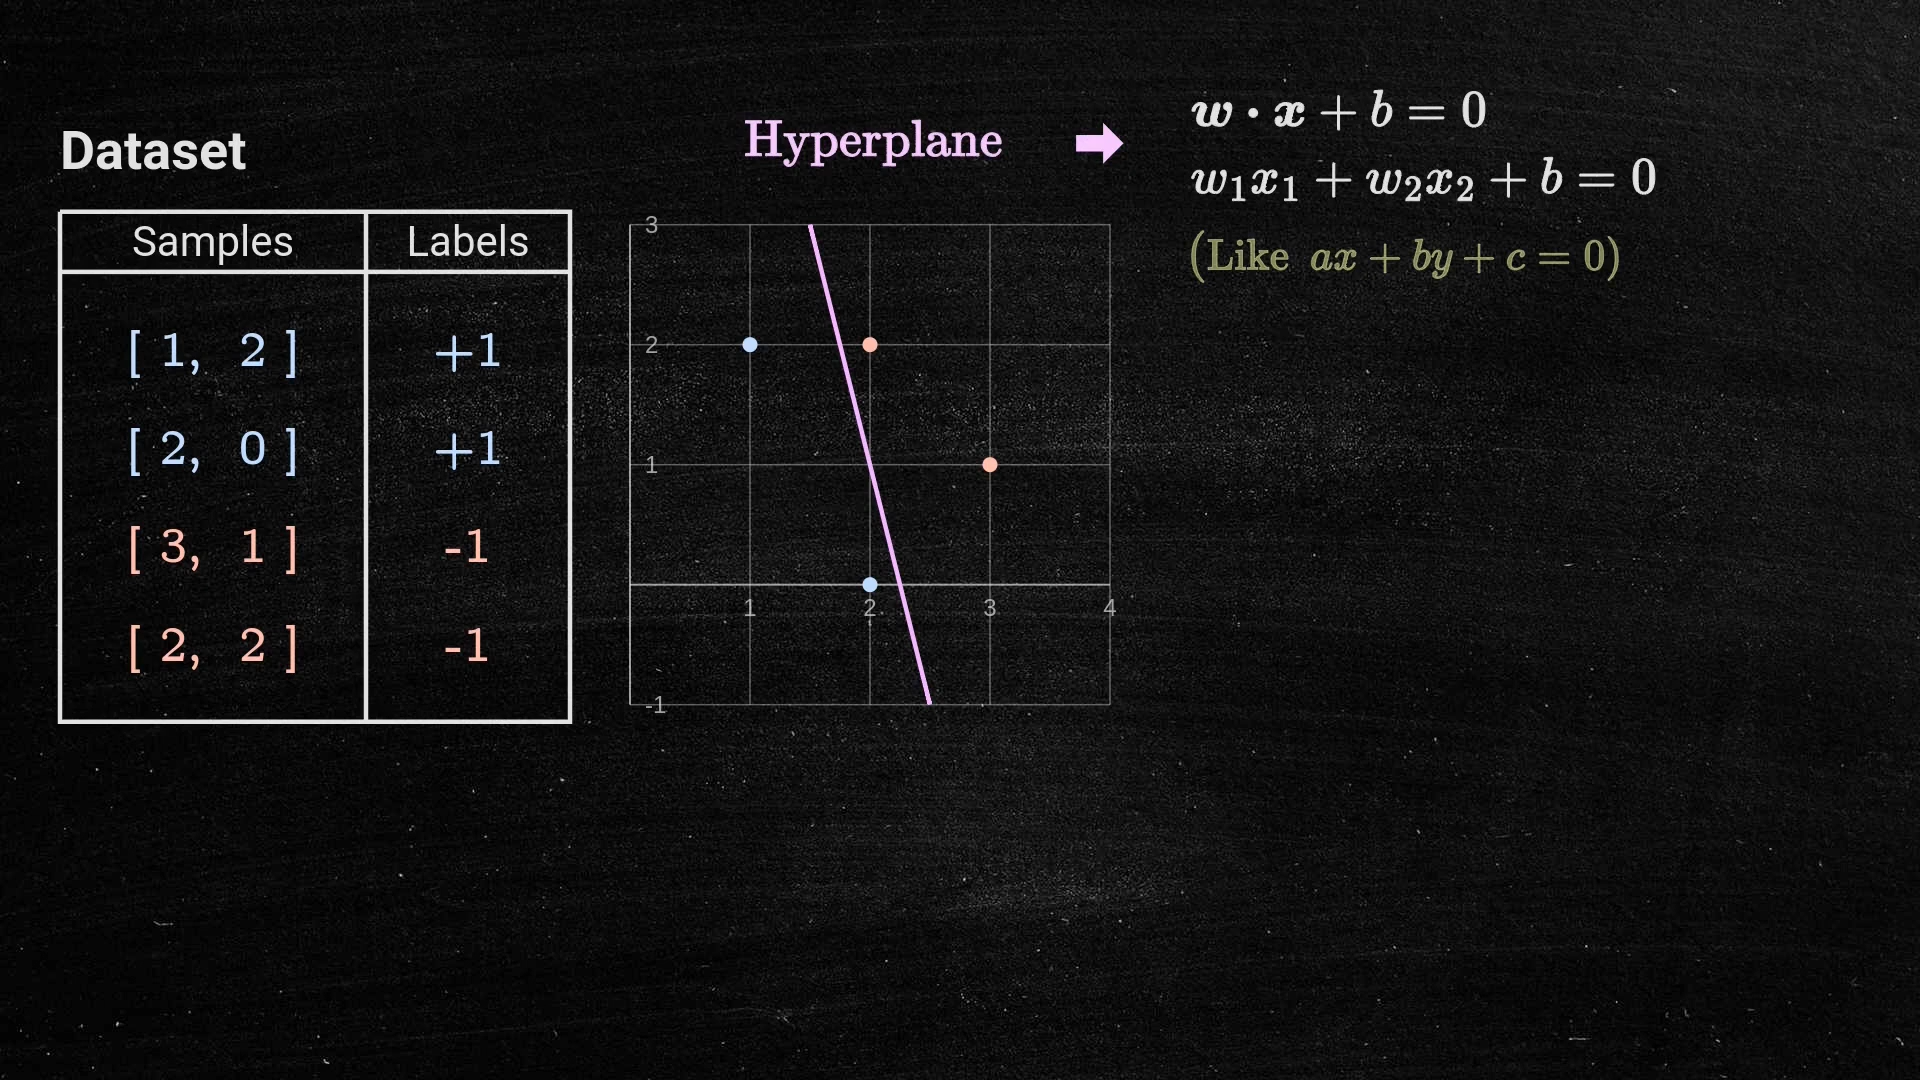 Dataset
Samples Labels
[ 1, 2 ] +1
[ 2, 0 ] +1
[ 3, 1 ] -1
[ 2, 2 ] -1
Hyperplane
3
2
1
1 2 3 4
-1
w · x + b = 0
w₁x₁ + w₂x₂ + b = 0
(Like ax + by + c = 0)